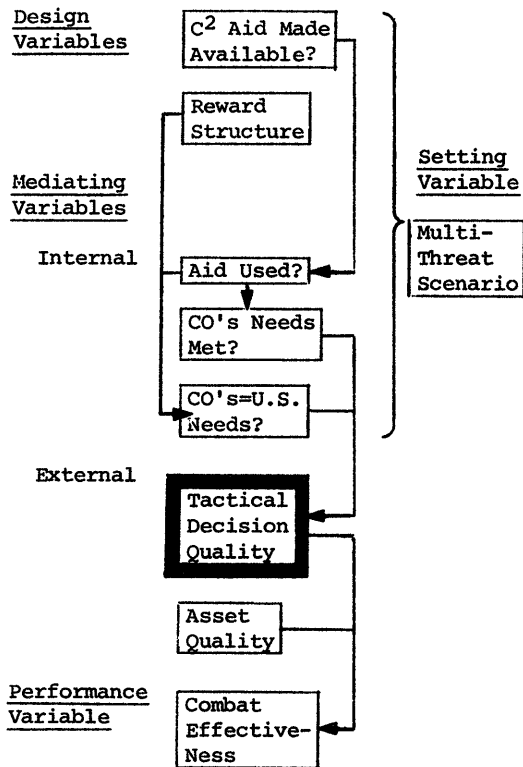 Design
Variables
C² Aid Made
Available?
Reward
Structure
Setting
Variable
Multi-
Threat
Scenario
Mediating
Variables
Internal
Aid Used?
CO's Needs
Met?
CO's=U.S.
Needs?
External
Tactical
Decision
Quality
Asset
Quality
Performance
Variable
Combat
Effective-
Ness